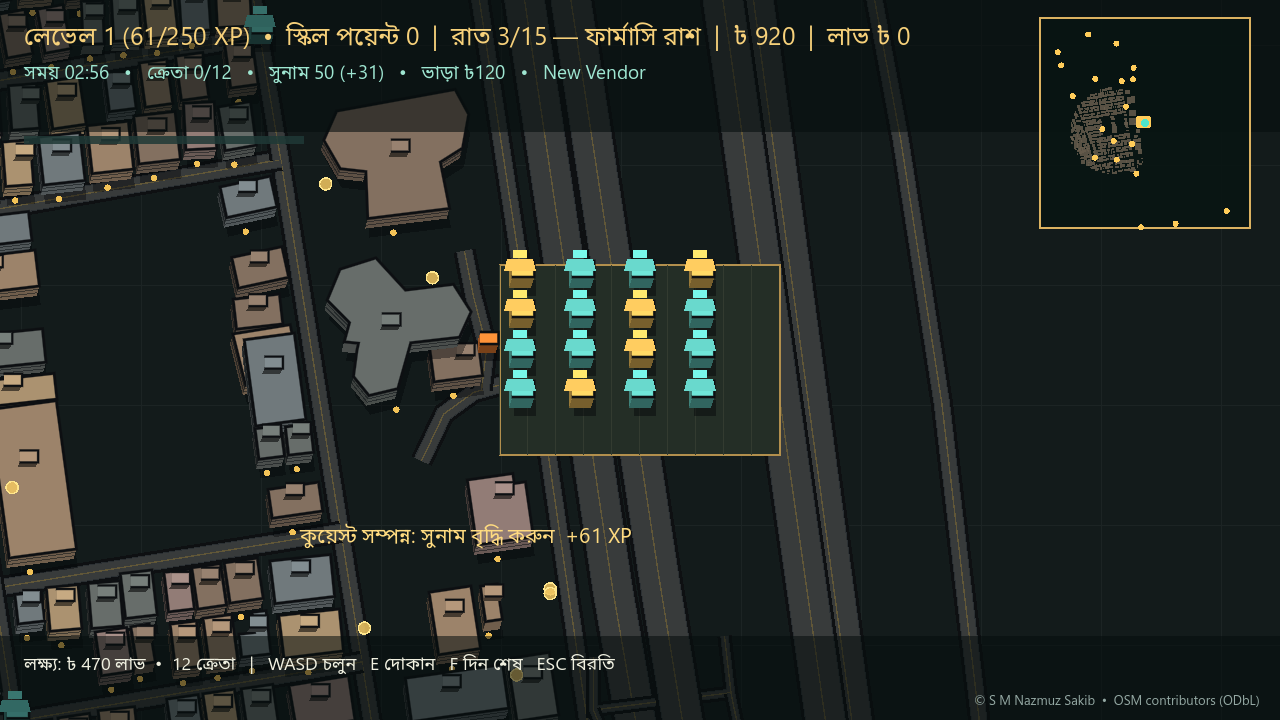 লেভেল 1 (61/250 XP) • স্কিল পয়েন্ট 0 | রাত 3/15 — ফার্মাসি রাশ | ৳ 920 | লাভ ৳ 0
সময় 02:56 • ক্রেতা 0/12 • সুনাম 50 (+31) • ভাড়া ৳120 • New Vendor
কুয়েস্ট সম্পন্ন: সুনাম বৃদ্ধি করুন +61 XP
লক্ষ্য: ৳ 470 লাভ • 12 ক্রেতা | WASD চলুন E দোকান F দিন শেষ ESC বিরতি
© S M Nazmuz Sakib • OSM contributors (ODbL)